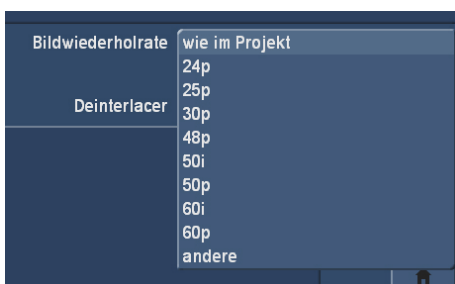 Bildwiederholrate wie im Projekt
24p
25p
Deinterlacer
30p
48p
50i
50p
60i
60p
andere